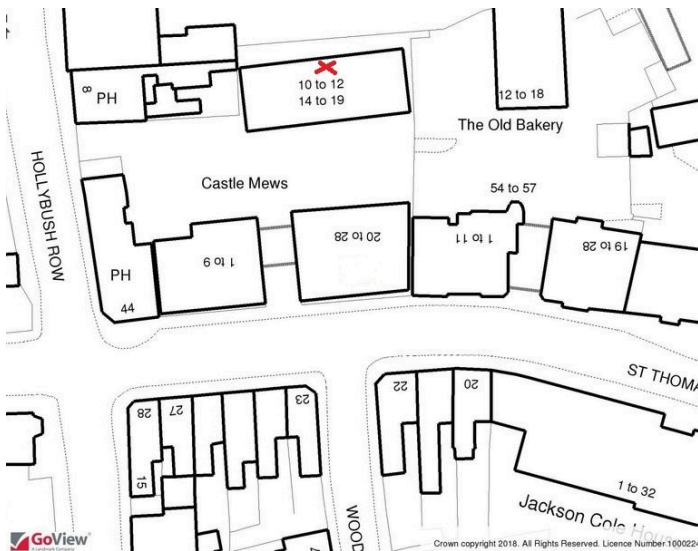 8
PH
10 to 12
14 to 19
12 to 18
The Old Bakery
HOLLYBUSH ROW
Castle Mews
54 to 57
1 to 9
20 to 28
1 to 11
19 to 28
PH
44
ST THOMA
28
27
23
22
20
15
1 to 32
WOOD
Jackson Cole
GoView
A Landmark Company
Crown copyright 2018. All Rights Reserved. Licence Number 1000224